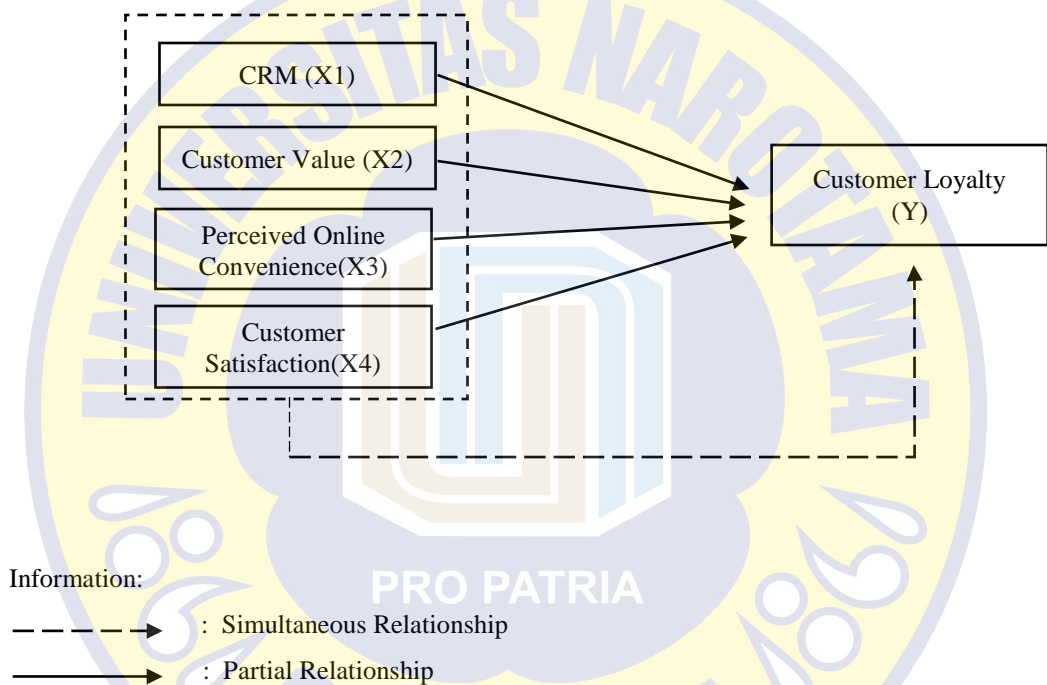 UNIVERSITAS NAROTAMA
CRM (X1)
Customer Value (X2)
Perceived Online
Convenience(X3)
Customer
Satisfaction(X4)
Customer Loyalty
(Y)
PRO PATRIA
Information:
: Simultaneous Relationship
: Partial Relationship